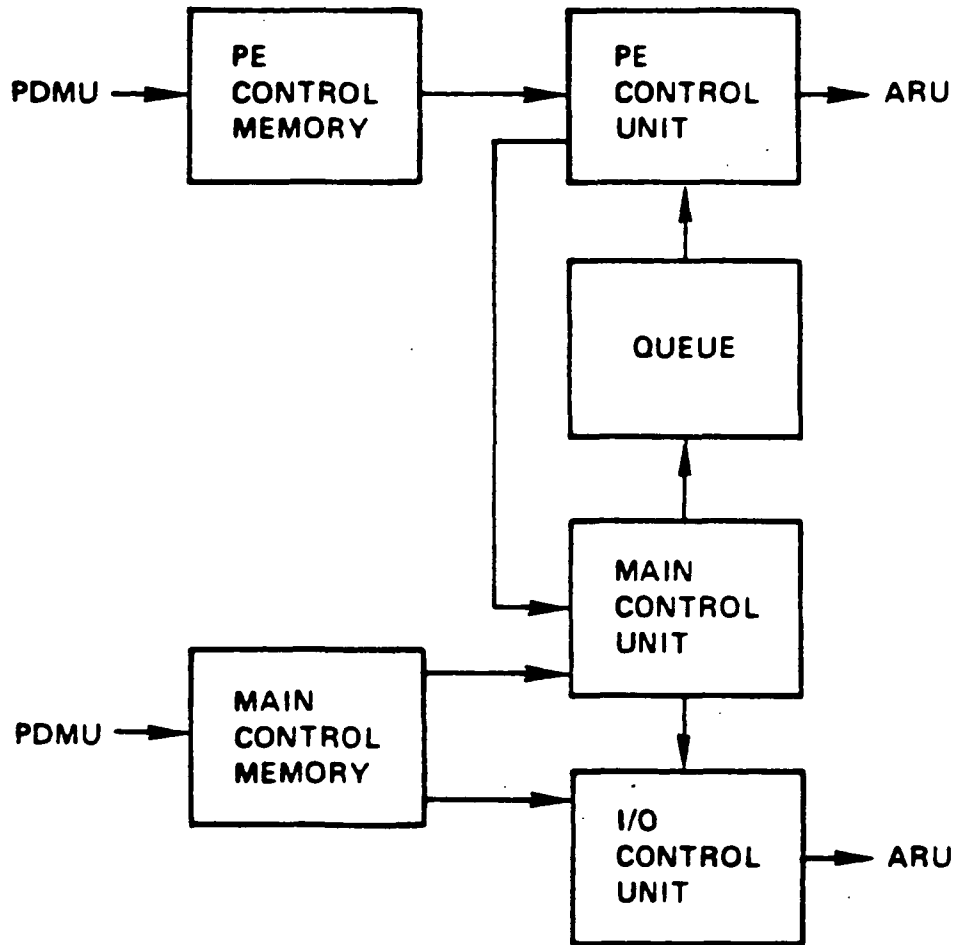 PDMU
PE
CONTROL
MEMORY
PE
CONTROL
UNIT
ARU
QUEUE
MAIN
CONTROL
UNIT
PDMU
MAIN
CONTROL
MEMORY
I/O
CONTROL
UNIT
ARU